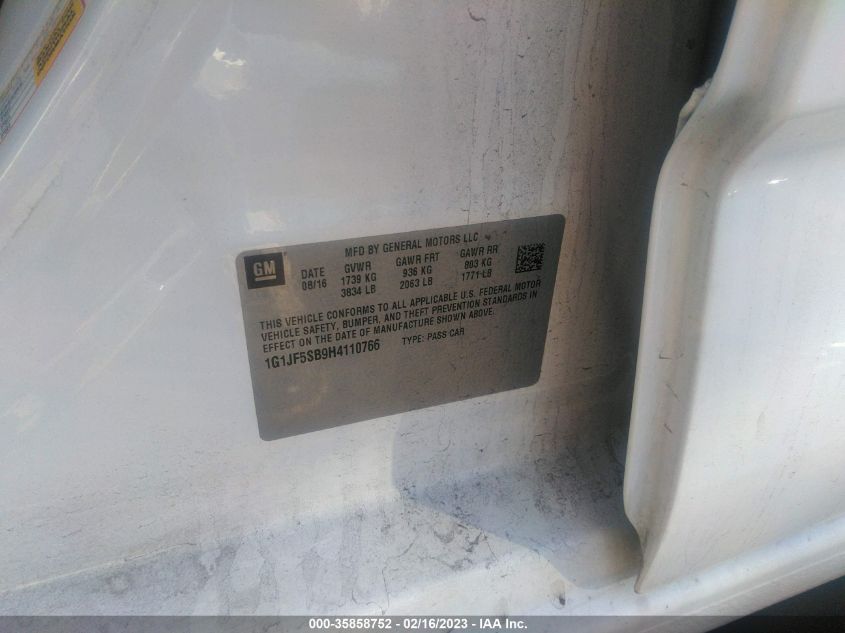 GM
MFD BY GENERAL MOTORS LLC
DATE GVWR GAWR FRT GAWR RR
08/16 1739 KG 936 KG 803 KG
3834 LB 2063 LB 1771 LB
THIS VEHICLE CONFORMS TO ALL APPLICABLE U.S. FEDERAL MOTOR
VEHICLE SAFETY, BUMPER, AND THEFT PREVENTION STANDARDS IN
EFFECT ON THE DATE OF MANUFACTURE SHOWN ABOVE.
1G1JF5SB9H4110766 TYPE: PASS CAR
000-35858752 - 02/16/2023 - IAA Inc.